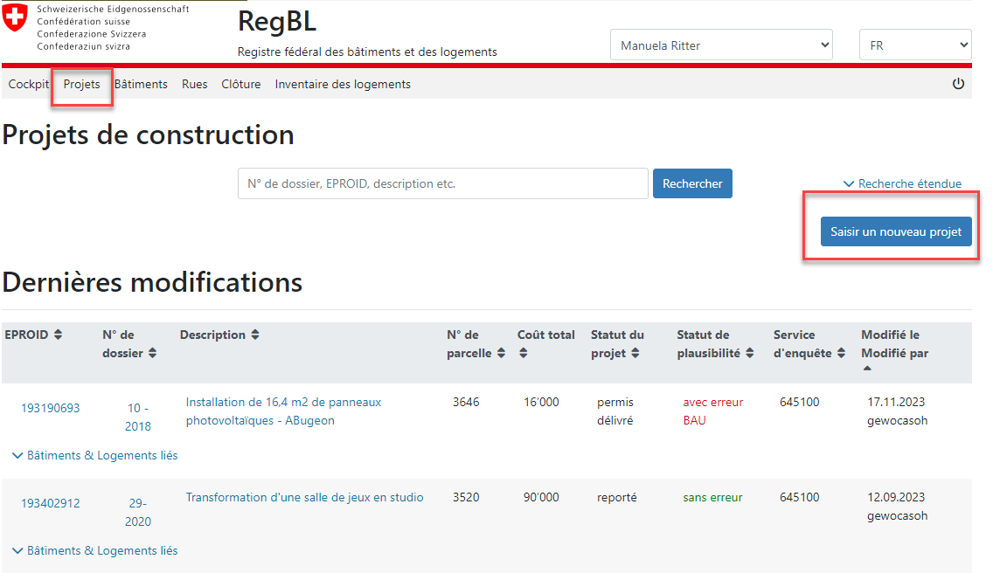 Schweizerische Eidgenossenschaft
Confédération suisse
Confederazione Svizzera
Confederaziun svizra
RegBL
Registre fédéral des bâtiments et des logements
Manuela Ritter
FR
Cockpit Projets Bâtiments Rues Clôture Inventaire des logements
Projets de construction
N° de dossier, EPROID, description etc. Rechercher Recherche étendue
Saisir un nouveau projet
Dernières modifications
EPROID N° de Description N° de Coût total Statut du Statut de Service Modifié le
dossier parcelle projet plausibilité d'enquête Modifié par
193190693 10 - Installation de 16,4 m2 de panneaux 3646 16’000 permis avec erreur 645100 17.11.2023
2018 photovoltaïques - ABugeon délivré BAU gewocasoh
Bâtiments & Logements liés
193402912 29- Transformation d'une salle de jeux en studio 3520 90’000 reporté sans erreur 645100 12.09.2023
2020 gewocasoh
Bâtiments & Logements liés